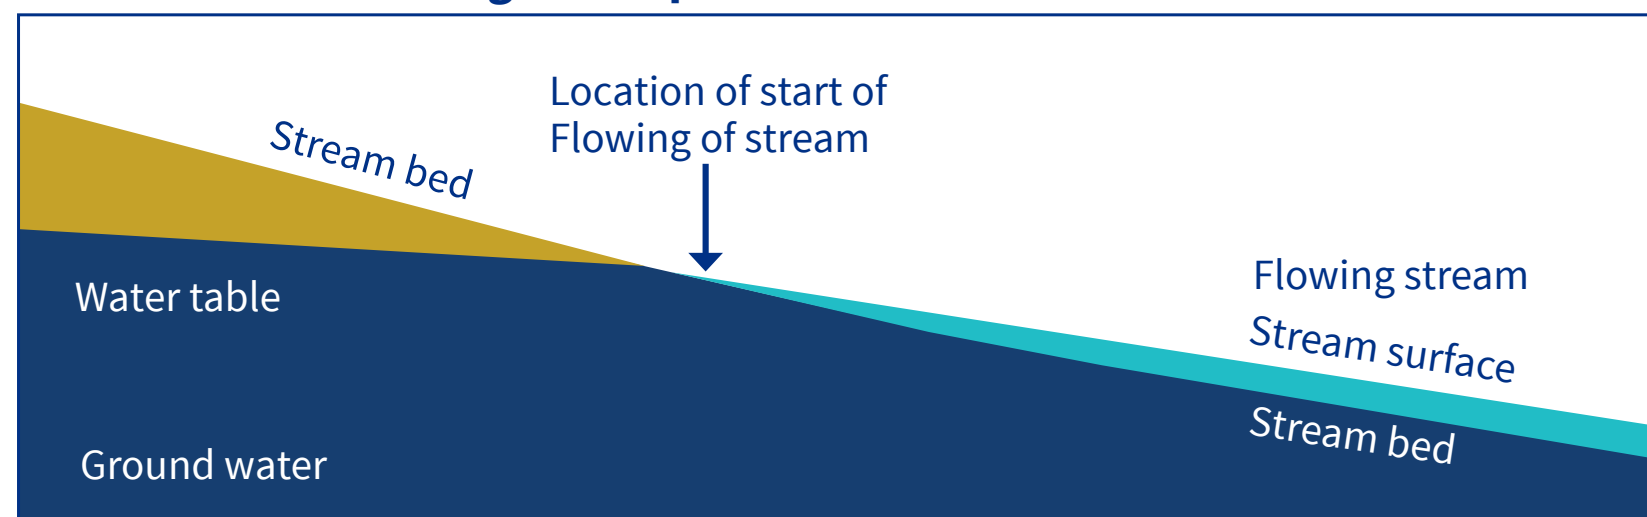 Location of start of
Flowing of stream
Stream bed
Flowing stream
Water table
Stream surface
Stream bed
Ground water